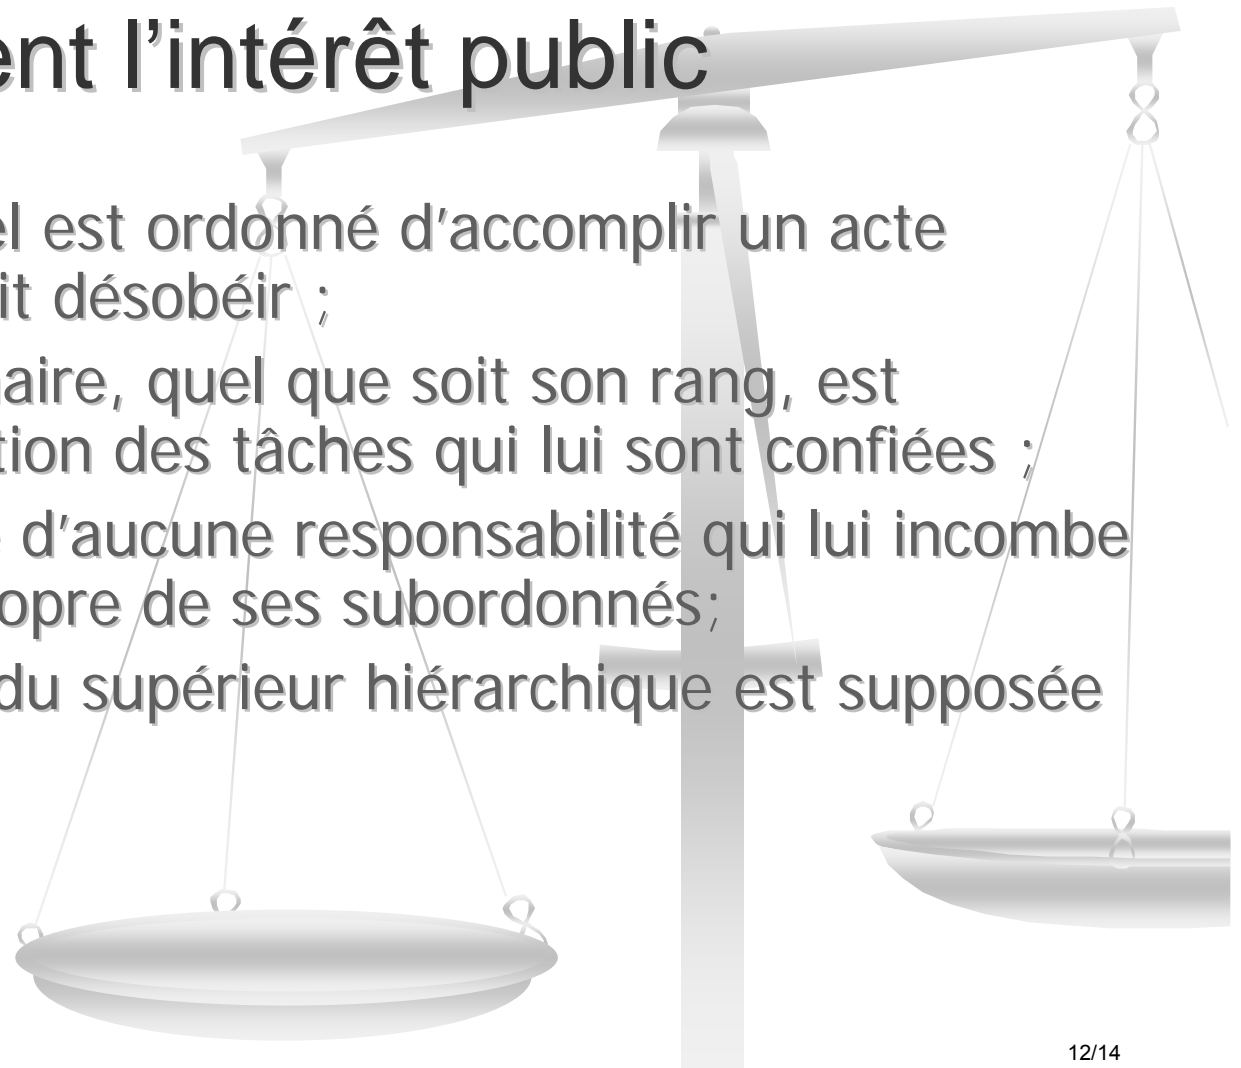 ent l’intérêt public
el est ordonné d’accomplir un acte
it désobéir ;
aire, quel que soit son rang, est
tion des tâches qui lui sont confiées ;
d’aucune responsabilité qui lui incombe
opre de ses subordonnés;
du supérieur hiérarchique est supposée
12/14